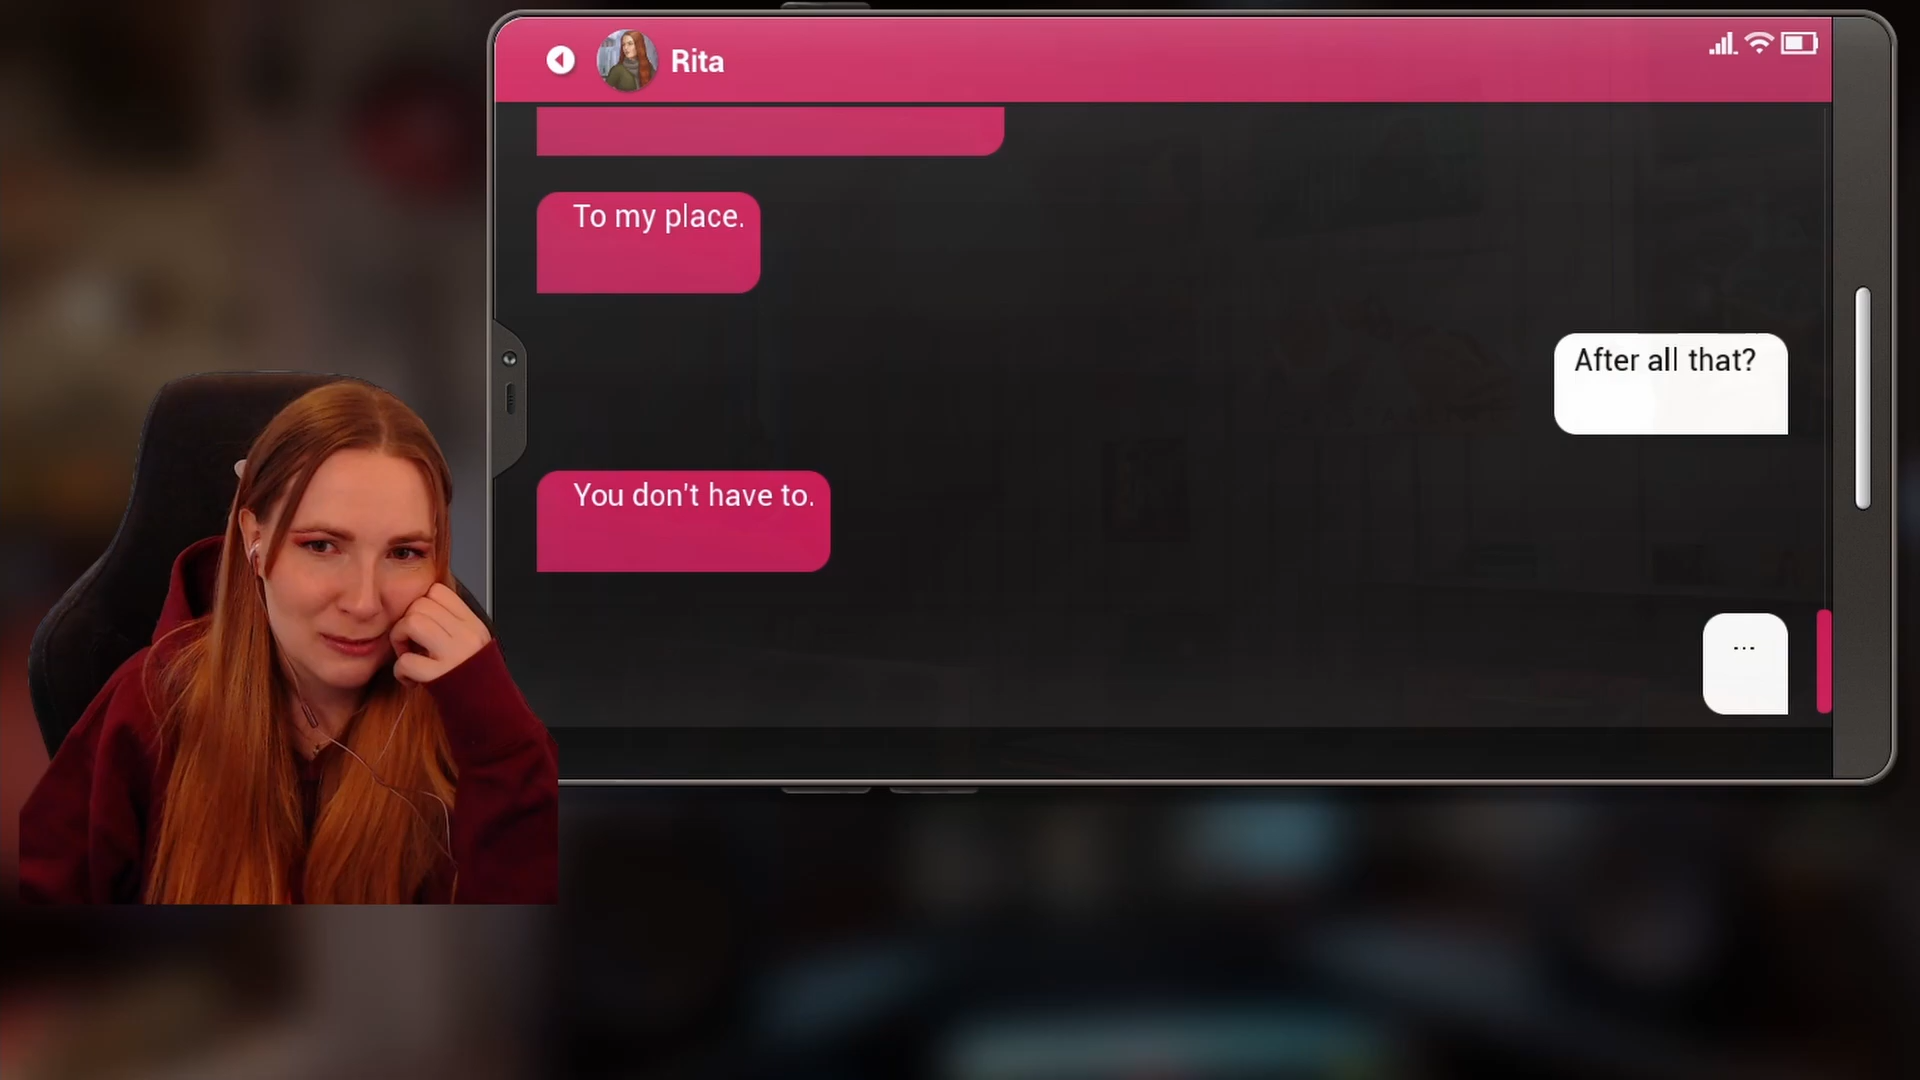 Rita
To my place.
After all that?
You don't have to.
...